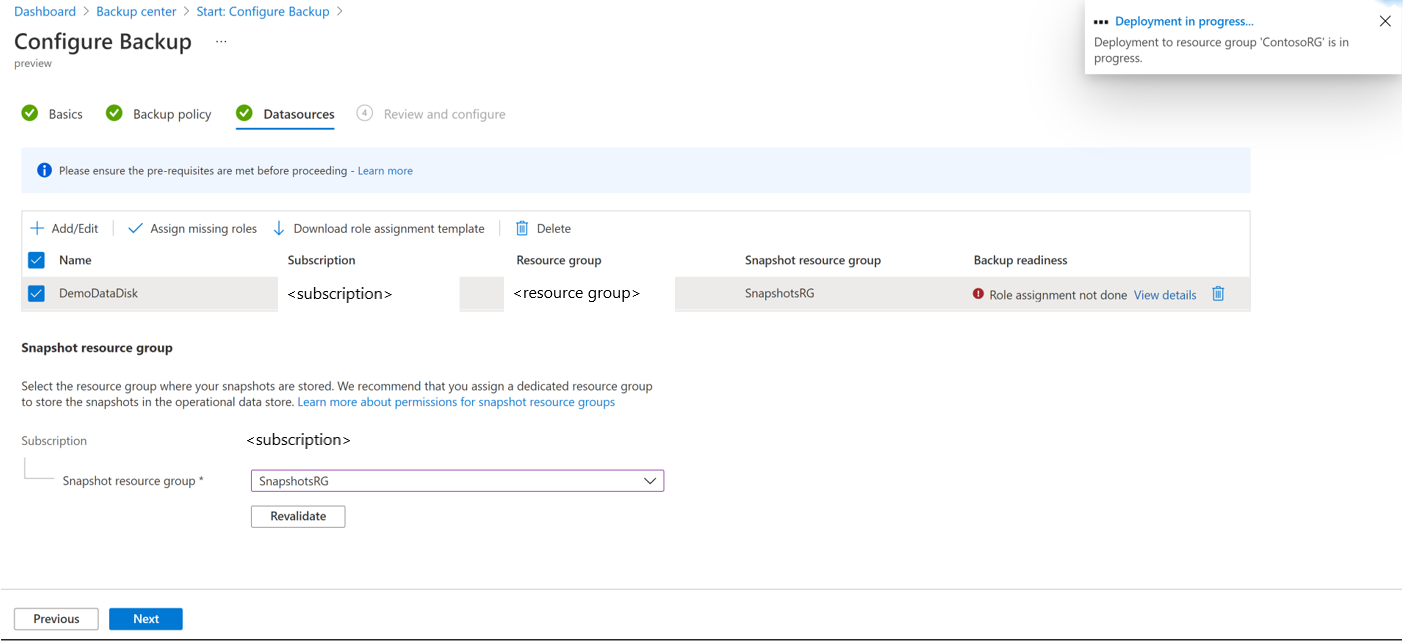 Dashboard > Backup center > Start: Configure Backup >
Configure Backup ...
preview
Deployment in progress...
Deployment to resource group 'ContosoRG' is in
progress.
Basics Backup policy Datasources 4 Review and configure
Please ensure the pre-requisites are met before proceeding - Learn more
Add/Edit Assign missing roles Download role assignment template Delete
Name Subscription Resource group Snapshot resource group Backup readiness
DemoDataDisk <subscription> <resource group> SnapshotsRG Role assignment not done View details
Snapshot resource group
Select the resource group where your snapshots are stored. We recommend that you assign a dedicated resource group
to store the snapshots in the operational data store. Learn more about permissions for snapshot resource groups
Subscription <subscription>
Snapshot resource group * SnapshotsRG
Revalidate
Previous Next